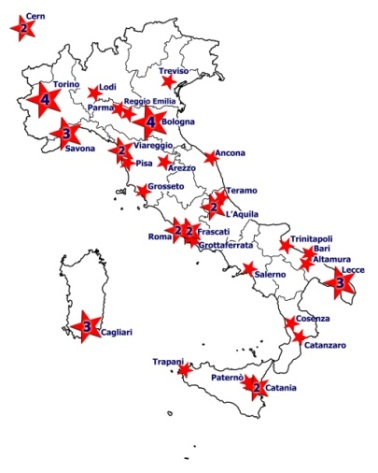 Cern
2
Treviso
Torino
4
Lodi
Parma
Reggio Emilia
4
Bologna
3
Savona
Viareggio
2
Pisa
Arezzo
Ancona
Grosseto
Teramo
2
L'Aquila
Roma
2
2
Frascati
Grottaferrata
Trinitapoli
Bari
Altamura
Lecce
3
Salerno
3
Cagliari
Cosenza
Catanzaro
Trapani
Paternò
2
Catania